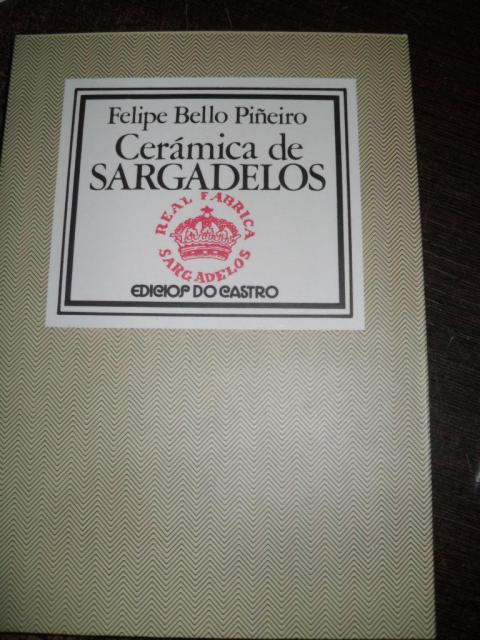 Felipe Bello Piñeiro
Cerámica de
SARGADELOS
REAL FABRICA
SARGADELOS
EDICIOS DO CASTRO